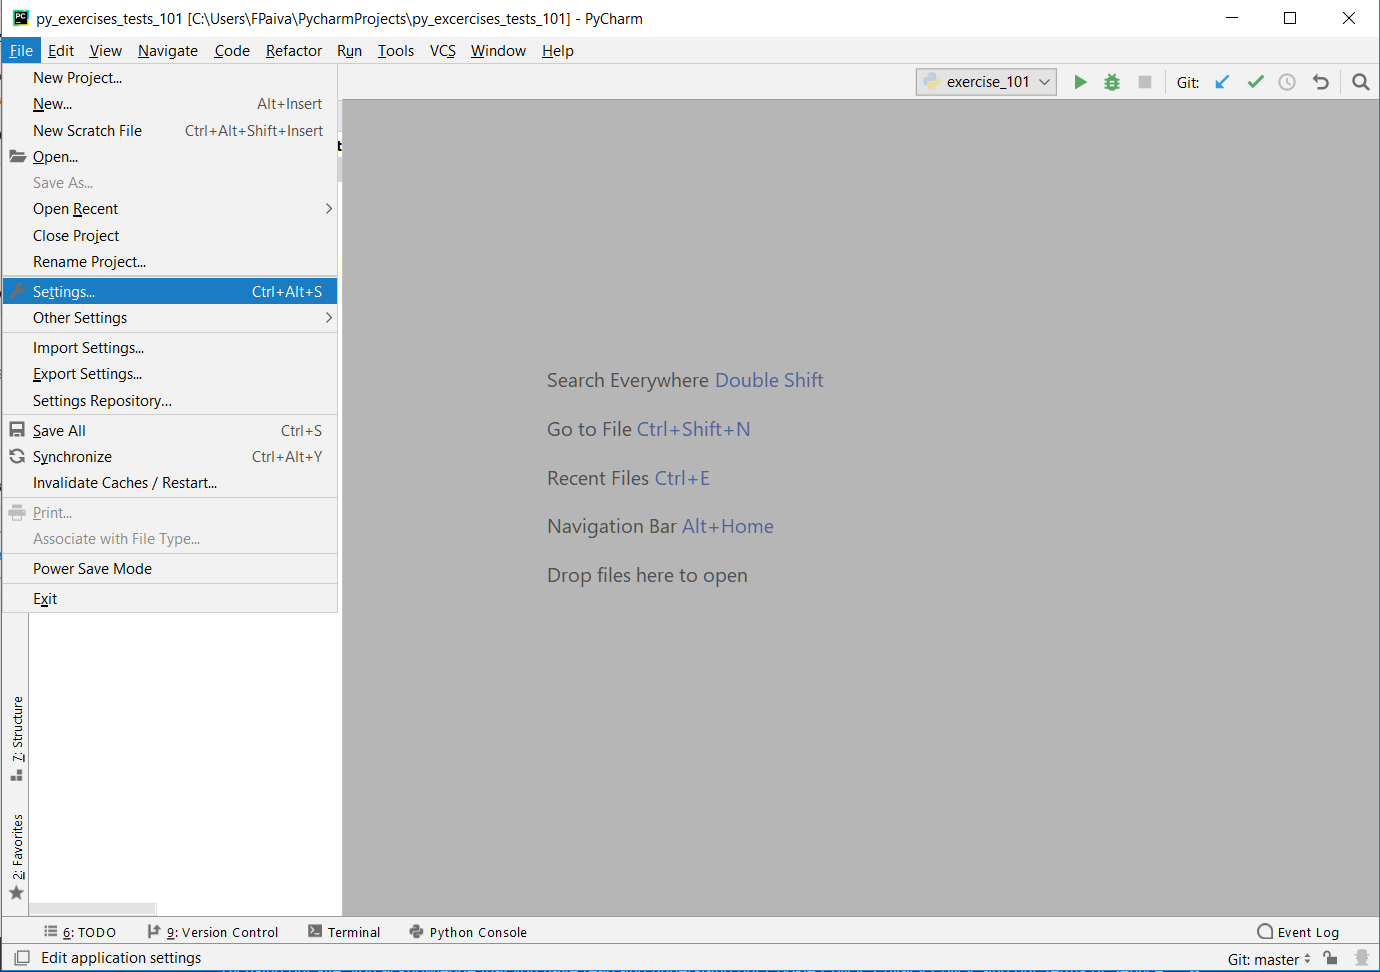 py_exercises_tests_101 [C:\Users\FPaiva\PycharmProjects\py_excercises_tests_101] - PyCharm
File Edit View Navigate Code Refactor Run Tools VCS Window Help
exercise_101 Git:
New Project...
New... Alt+Insert
New Scratch File Ctrl+Alt+Shift+Insert
Open...
Save As...
Open Recent
Close Project
Rename Project...
Settings... Ctrl+Alt+S
Other Settings
Import Settings...
Export Settings...
Settings Repository...
Save All Ctrl+S
Synchronize Ctrl+Alt+Y
Invalidate Caches / Restart...
Print...
Associate with File Type...
Power Save Mode
Exit
Search Everywhere Double Shift
Go to File Ctrl+Shift+N
Recent Files Ctrl+E
Navigation Bar Alt+Home
Drop files here to open
7: Structure
2: Favorites
6: TODO 9: Version Control Terminal Python Console Event Log
Edit application settings Git: master